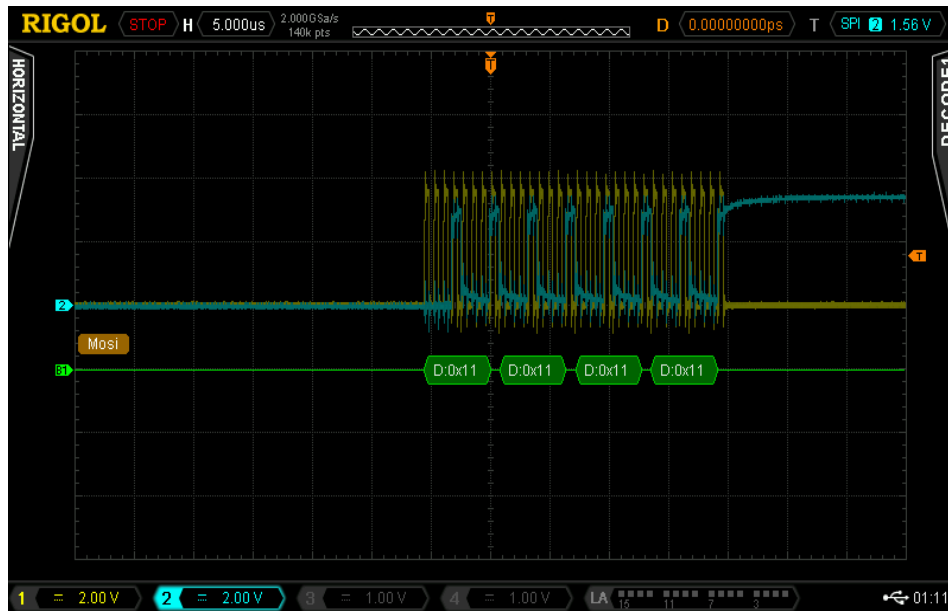 RIGOL STOP H 5.000us 2.000GSa/s 140k pts D 0.00000000ps T SPI 2 1.56 V
HORIZONTAL
DECODE1
T
T
T
2
Mosi
B1 D:0x11 D:0x11 D:0x11 D:0x11
1 = 2.00 V 2 = 2.00 V 3 = 1.00 V 4 = 1.00 V LA 15 11 7 3 01:11